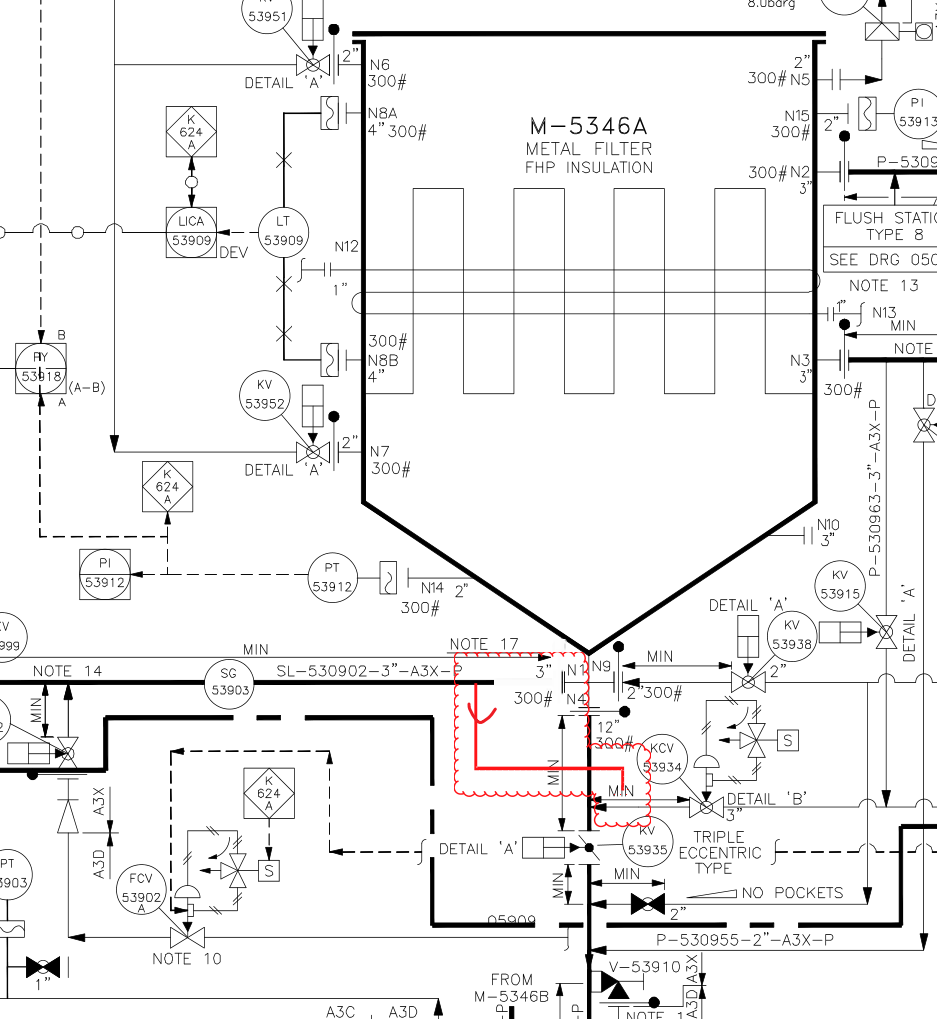 KV
53951
8.0barg
2"
N6
300#
DETAIL 'A'
N8A
4" 300#
K
624
A
M-5346A
METAL FILTER
FHP INSULATION
2"
300# N5
N15
2"
300#
PI
53913
300# N2
3"
P-5309
FLUSH STATIO
TYPE 8
SEE DRG 050
NOTE 13
LICA
53909
DEV
LT
53909
N12
1"
1"
N13
MIN
NOTE
N3
3"
300#
300#
N8B
4"
B
53918
(A-B)
A
KV
53952
2"
N7
300#
DETAIL 'A'
K
624
A
PI
53912
PT
53912
N14
2"
300#
N10
3"
P-530963-3"-A3X-P
D
DETAIL 'A'
KV
53915
DETAIL 'A'
KV
53938
2"
KV
999
MIN
NOTE 17
NOTE 14
SG
53903
SL-530902-3"-A3X-P
3"
N1
N9
300#
2"
300#
MIN
N4
12"
300#
MIN
MIN
KCV
53934
S
MIN
DETAIL 'B'
3"
K
624
A
A3X
A3D
S
DETAIL 'A'
KV
53935
TRIPLE
ECCENTRIC
TYPE
PT
53903
FCV
53902
A
MIN
MIN
NO POCKETS
2"
05909
P-530955-2"-A3X-P
NOTE 10
1"
FROM
M-5346B
V-53910
A3X
A3D
A3C
A3D
-P
-P
NOTE 1